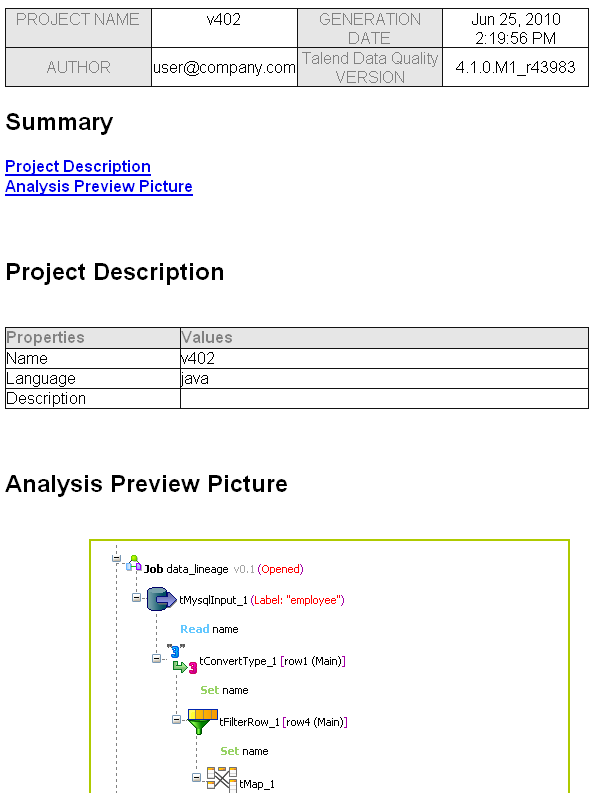 PROJECT NAME v402 GENERATION DATE Jun 25, 2010 2:19:56 PM
AUTHOR user@company.com Talend Data Quality VERSION 4.1.0.M1_r43983
Summary
Project Description
Analysis Preview Picture
Project Description
Properties Values
Name v402
Language java
Description
Analysis Preview Picture
Job data_lineage v0.1 (Opened)
tMysqlInput_1 (Label: "employee")
Read name
"3"
3
tConvertType_1 [row1 (Main)]
Set name
tFilterRow_1 [row4 (Main)]
Set name
tMap_1